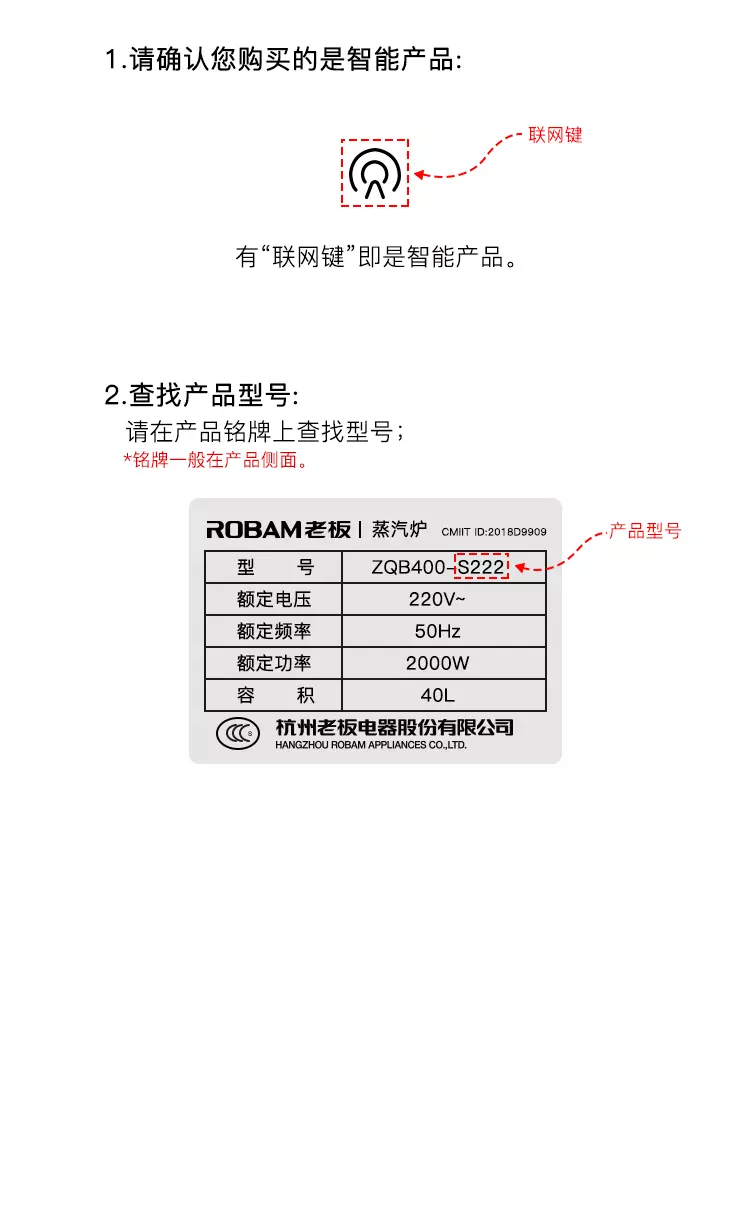 1.请确认您购买的是智能产品:
联网键
有“联网键”即是智能产品。
2.查找产品型号:
请在产品铭牌上查找型号；
*铭牌一般在产品侧面。
ROBAM老板 | 蒸汽炉 CMIIT ID:2018D9909
产品型号
型 号 ZQB400-S222
额定电压 220V~
额定频率 50Hz
额定功率 2000W
容 积 40L
CCC S
杭州老板电器股份有限公司
HANGZHOU ROBAM APPLIANCES CO.,LTD.